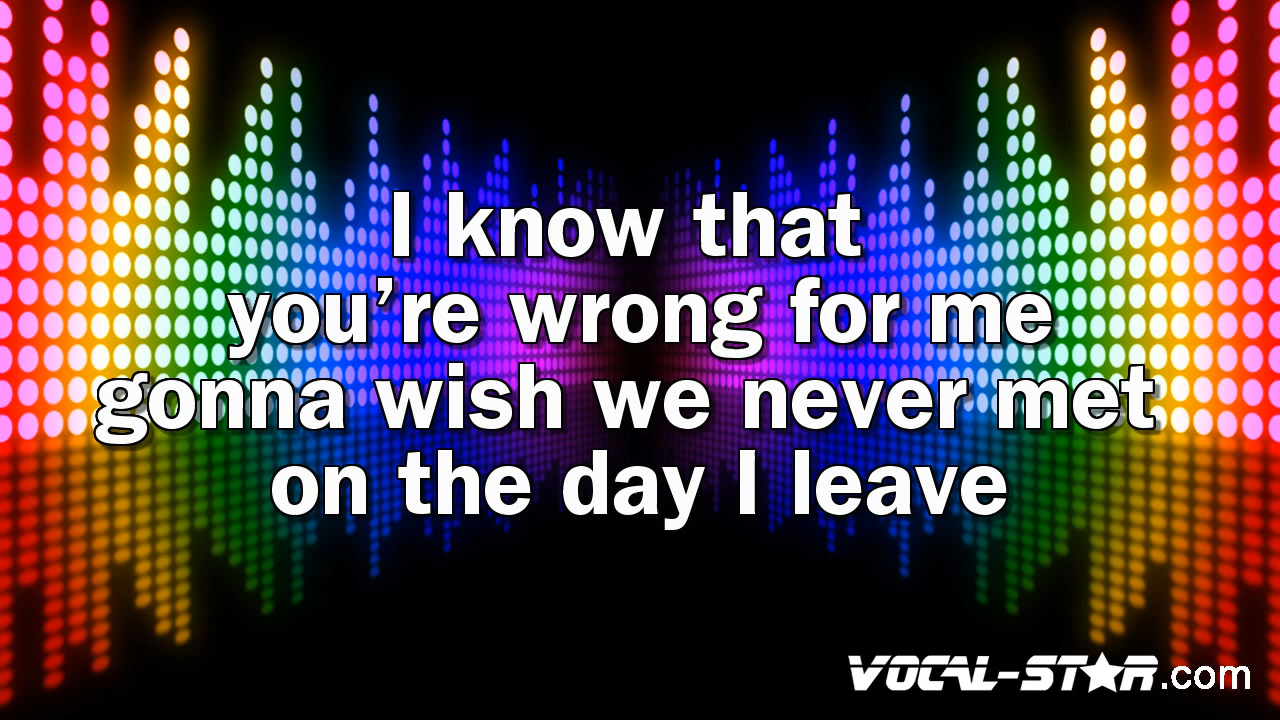 I know that
you’re wrong for me
gonna wish we never met
on the day I leave
VOCAL-STAR.com